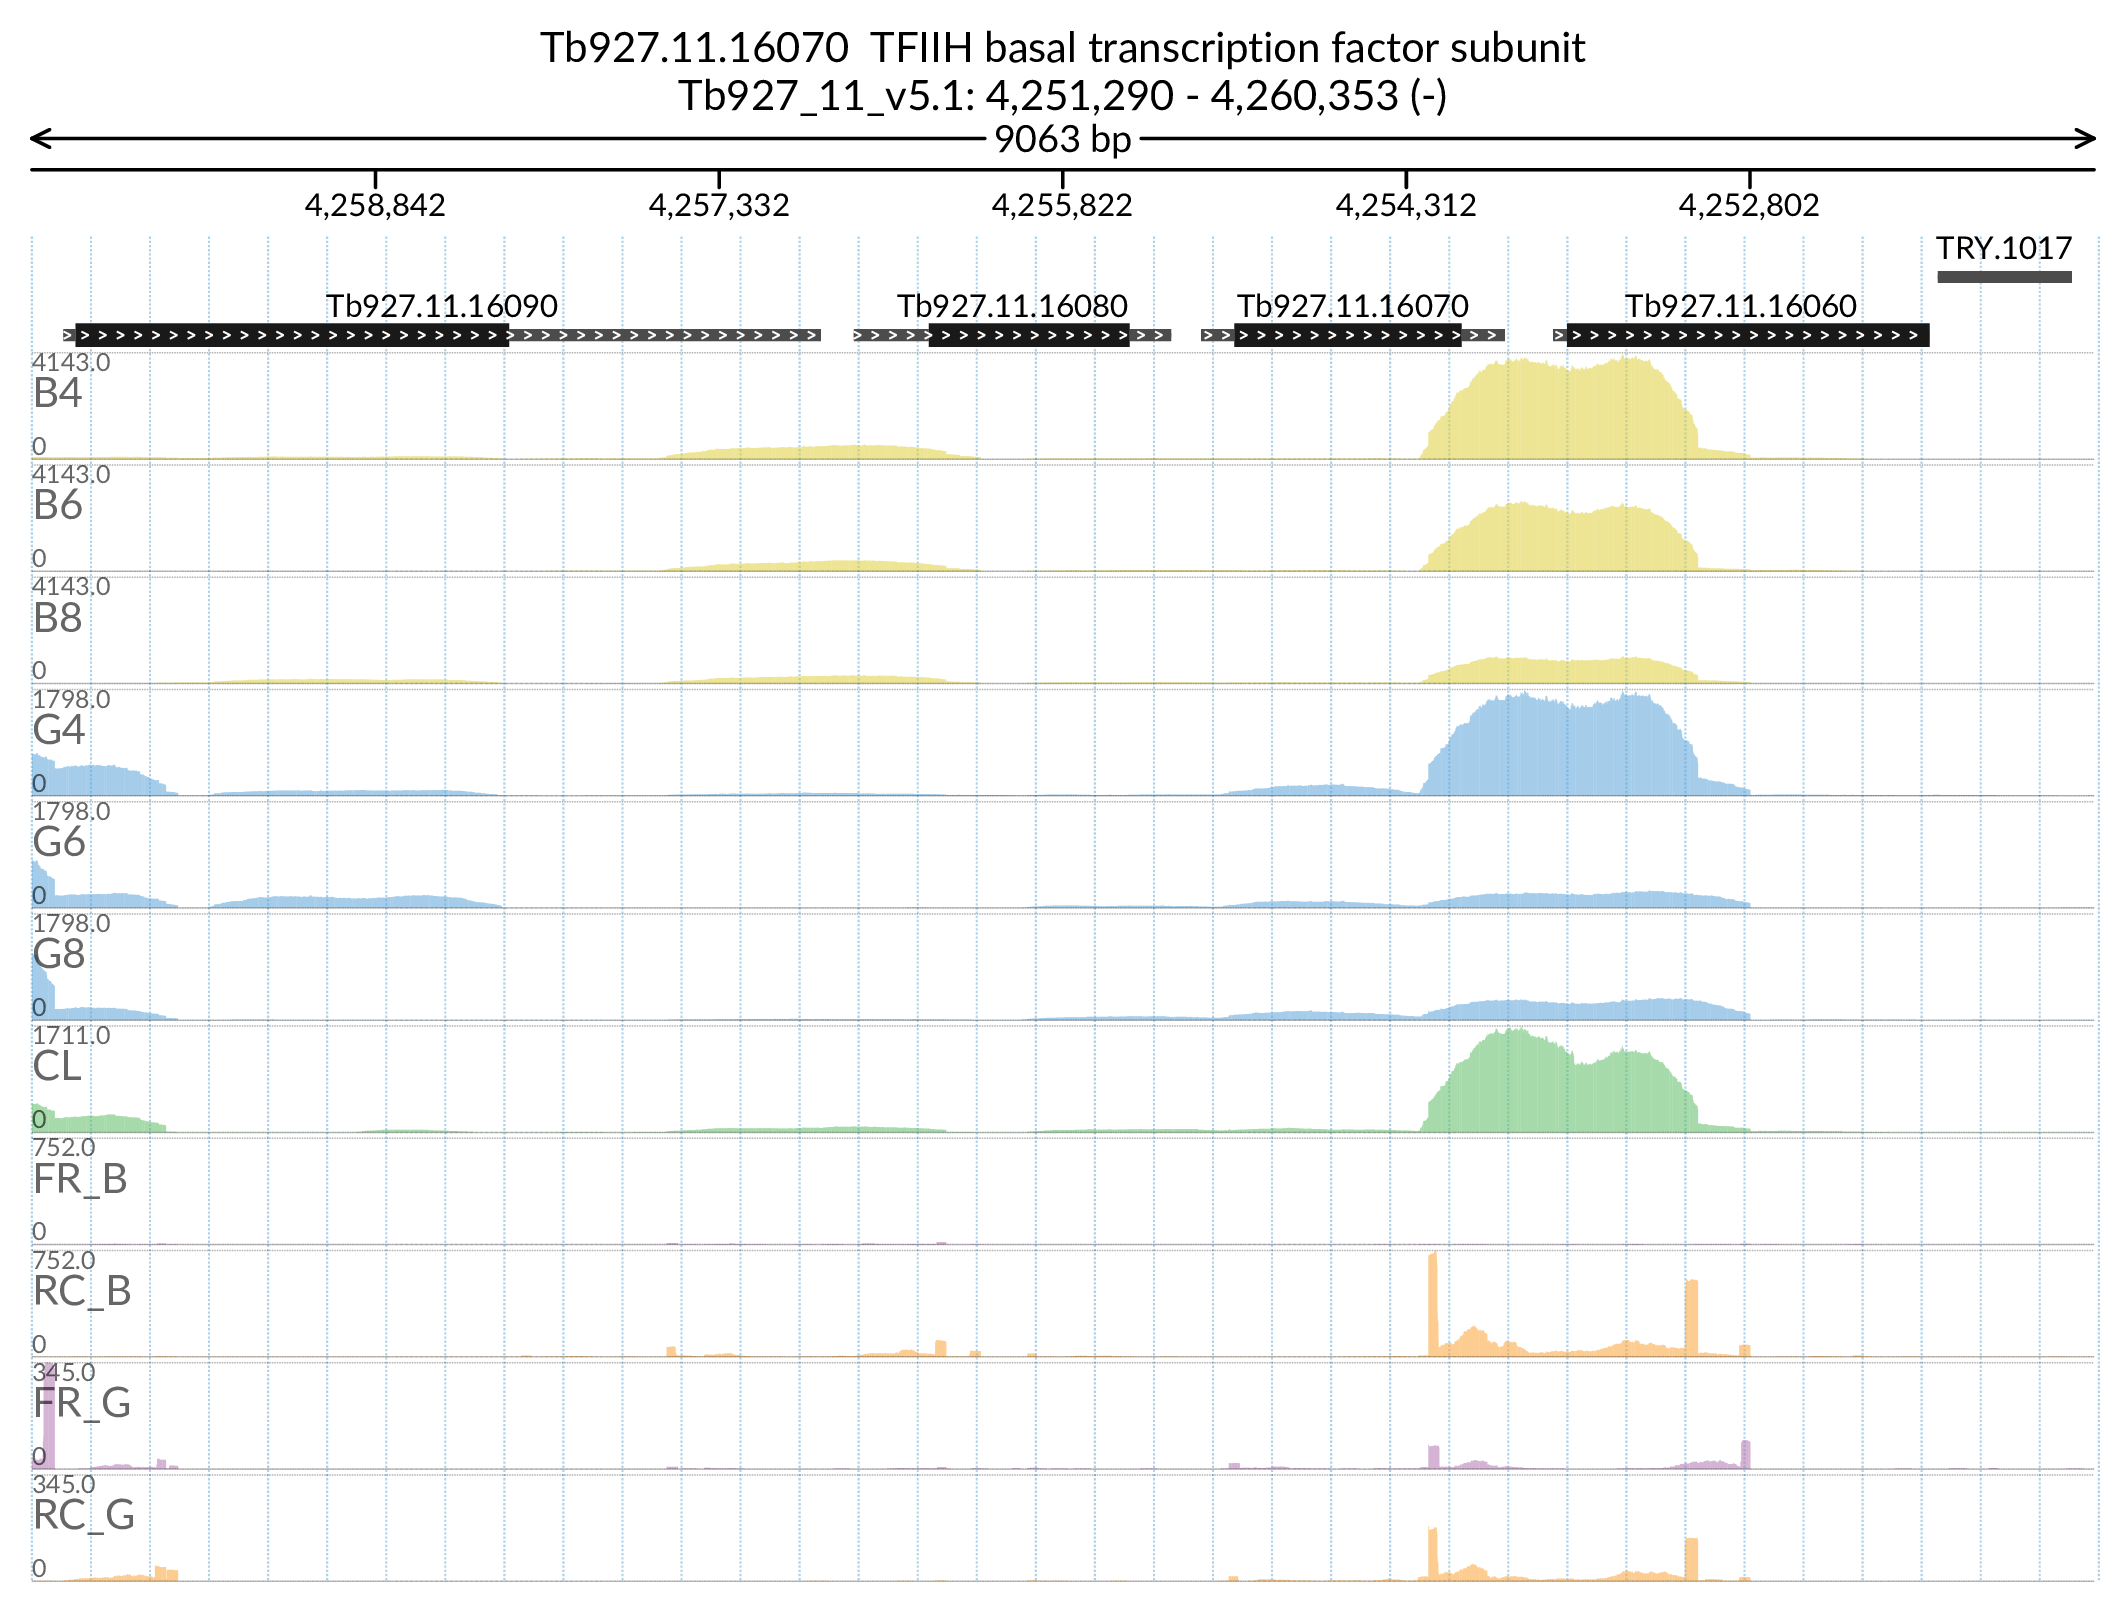 Tb927.11.16070 TFIIH basal transcription factor subunit
Tb927_11_v5.1: 4,251,290 - 4,260,353 (-)
9063 bp
4,258,842 4,257,332 4,255,822 4,254,312 4,252,802
TRY.1017
Tb927.11.16090 Tb927.11.16080 Tb927.11.16070 Tb927.11.16060
4143.0
B4
0
4143.0
B6
0
4143.0
B8
0
1798.0
G4
0
1798.0
G6
0
1798.0
G8
0
1711.0
CL
0
752.0
FR_B
0
752.0
RC_B
0
345.0
FR_G
0
345.0
RC_G
0